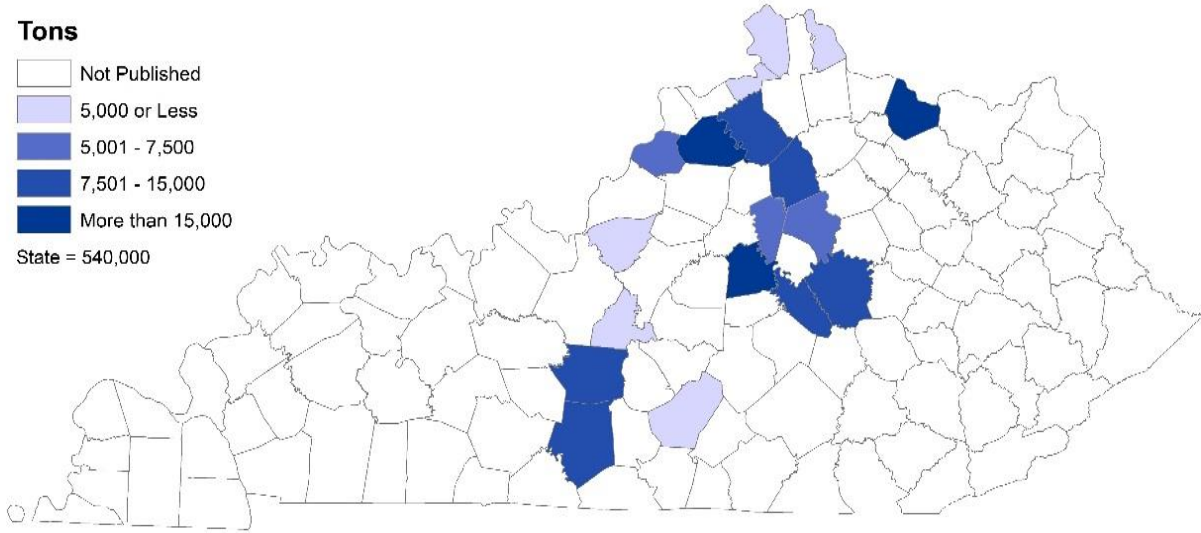 Tons
Not Published
5,000 or Less
5,001 - 7,500
7,501 - 15,000
More than 15,000
State = 540,000